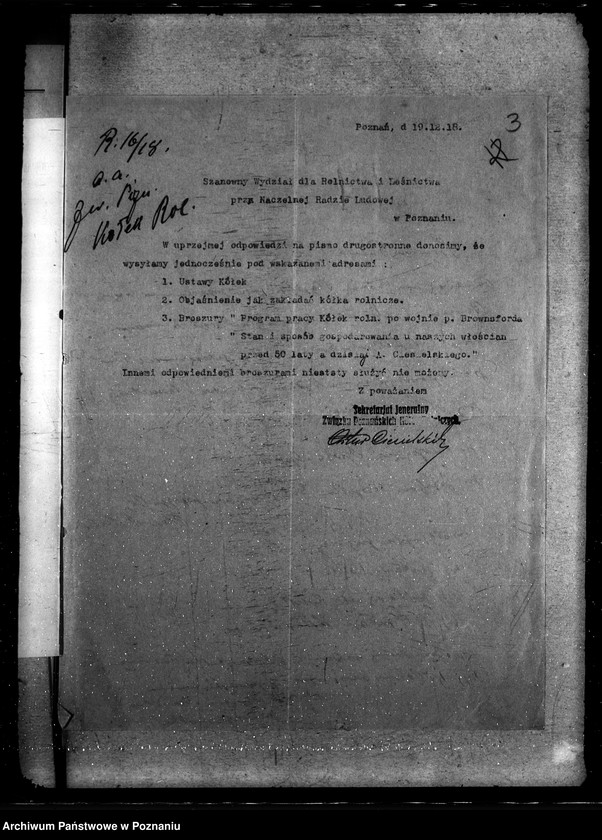 Poznań, d 19.12.18.
3
R. 16/18.
a.a.
Kółek Rol.
Szanowny Wydział dla Rolnictwa i Leśnictwa
przy Naczelnej Radzie Ludowej
w Poznaniu.
W uprzejmej odpowiedzi na pismo drugostronne donosimy, że
wysyłamy jednocześnie pod wskazanemi adresami :
1. Ustawy Kółek
2. Objaśnienie jak zakładać kółka rolnicze.
3. Broszury " Program pracy Kółek roln. po wojnie p. Brownsforda
" Stan i sposób gospodarowania u naszych włościan
przed 50 laty a dzisiaj A. Chmielskiego."
Innemi odpowiedniemi broszurami niestety służyć nie możemy.
Z poważaniem
Sekretarjat jeneralny
Związku Poznańskich
Archiwum Państwowe w Poznaniu